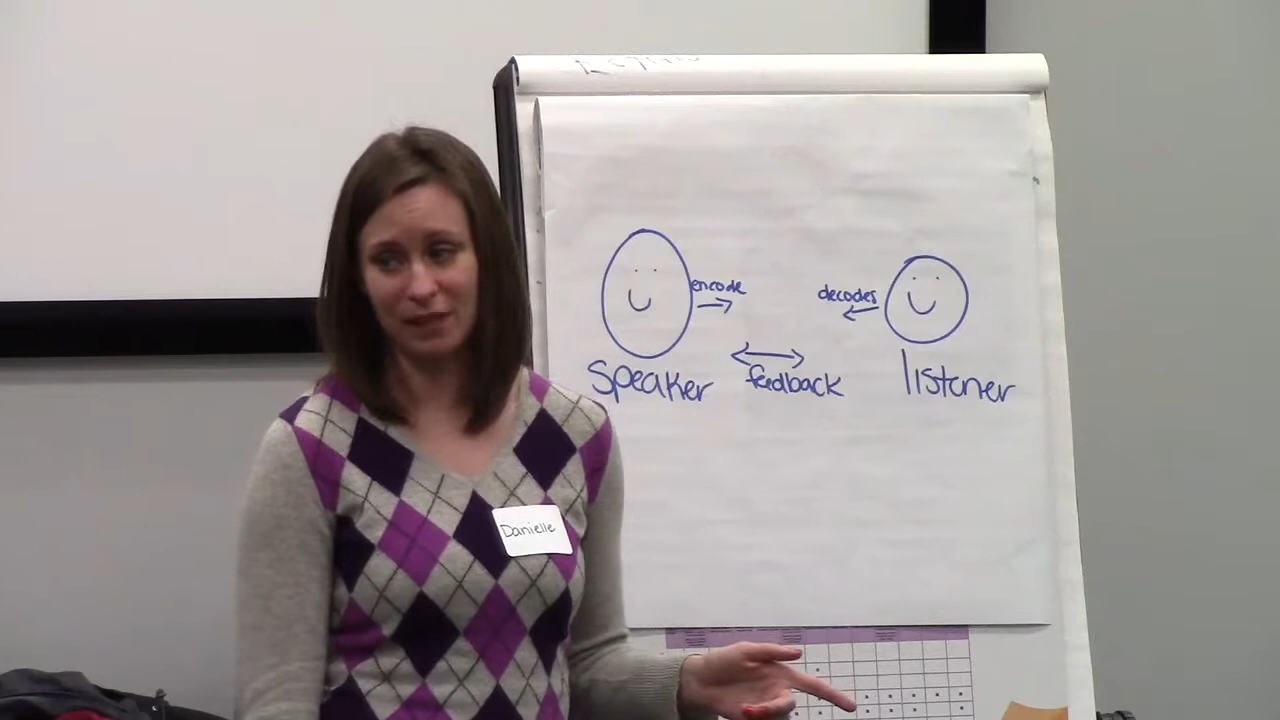 encode
decodes
speaker
feedback
listener
Danielle